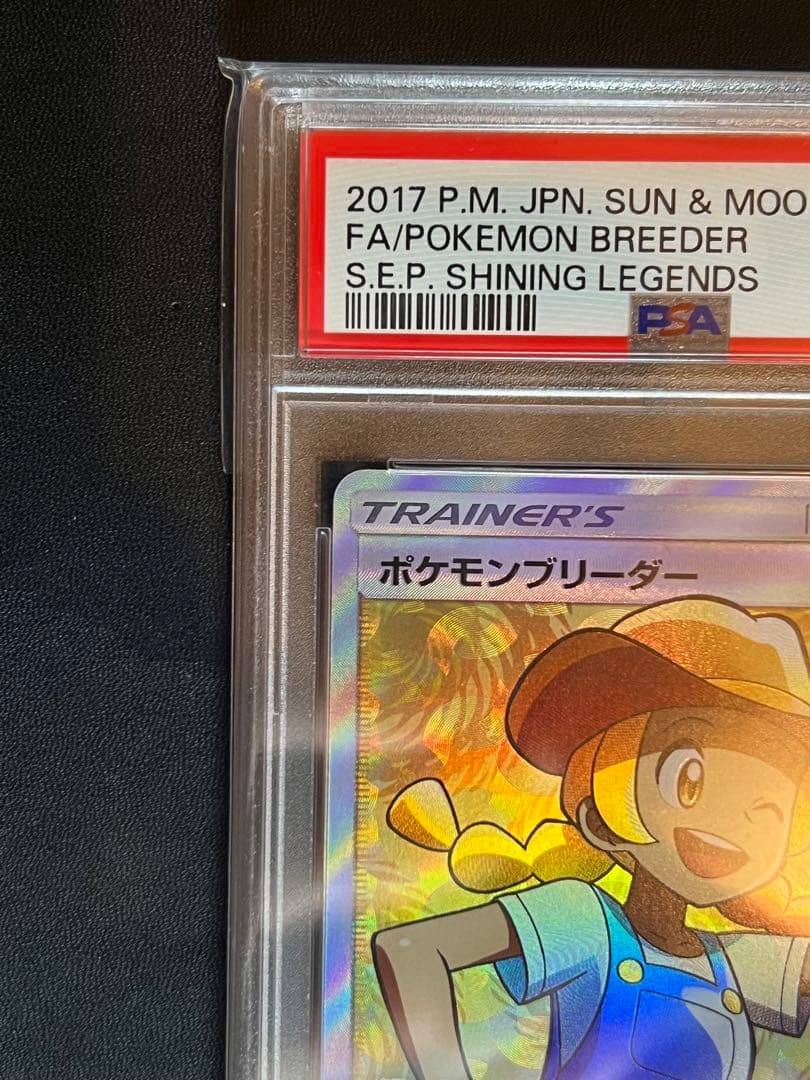 2017 P.M. JPN. SUN & MOO
FA/POKEMON BREEDER
S.E.P. SHINING LEGENDS
PSA
TRAINER'S
ポケモンブリーダー